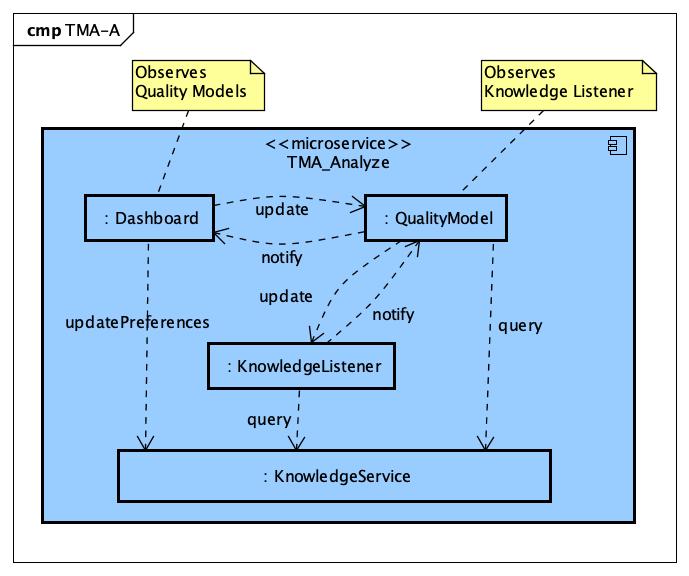 cmp TMA-A
Observes
Quality Models
Observes
Knowledge Listener
<<microservice>>
TMA_Analyze
: Dashboard
update
: QualityModel
notify
update
notify
updatePreferences
query
: KnowledgeListener
query
: KnowledgeService